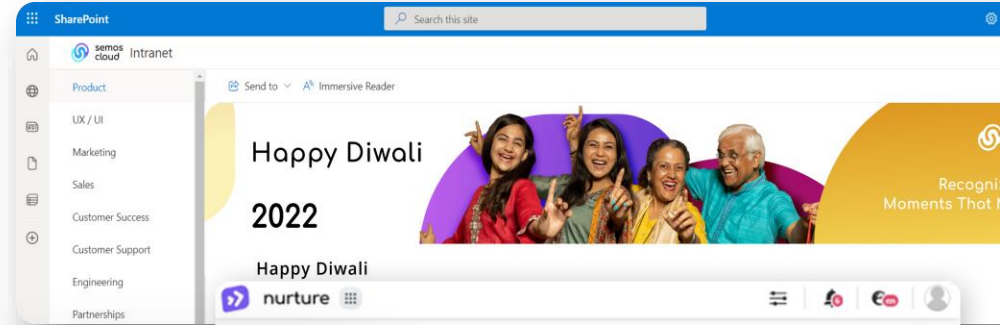 SharePoint
Search this site
semos
cloud
Intranet
Product
UX / UI
Marketing
Sales
Customer Success
Customer Support
Engineering
Partnerships
Send to
Immersive Reader
Happy Diwali
2022
Happy Diwali
Recogni
Moments That M
nurture